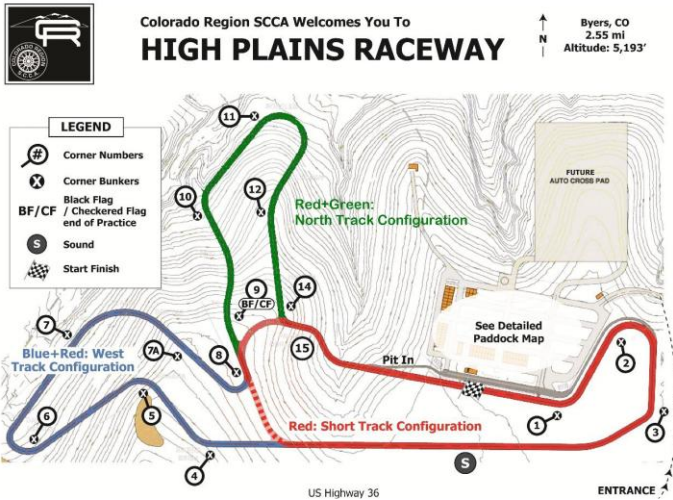 CR
COLORADO REGION
SCCA
Colorado Region SCCA Welcomes You To
HIGH PLAINS RACEWAY
N
Byers, CO
2.55 mi
Altitude: 5,193’
LEGEND
# Corner Numbers
X Corner Bunkers
BF/CF Black Flag
/ Checkered Flag
end of Practice
S Sound
Start Finish
11
10
12
Red+Green:
North Track Configuration
FUTURE
AUTO CROSS PAD
9
BF/CF
14
7
7A
8
15
Blue+Red: West
Track Configuration
See Detailed
Paddock Map
Pit In
2
6
5
4
Red: Short Track Configuration
1
3
S
US Highway 36
ENTRANCE